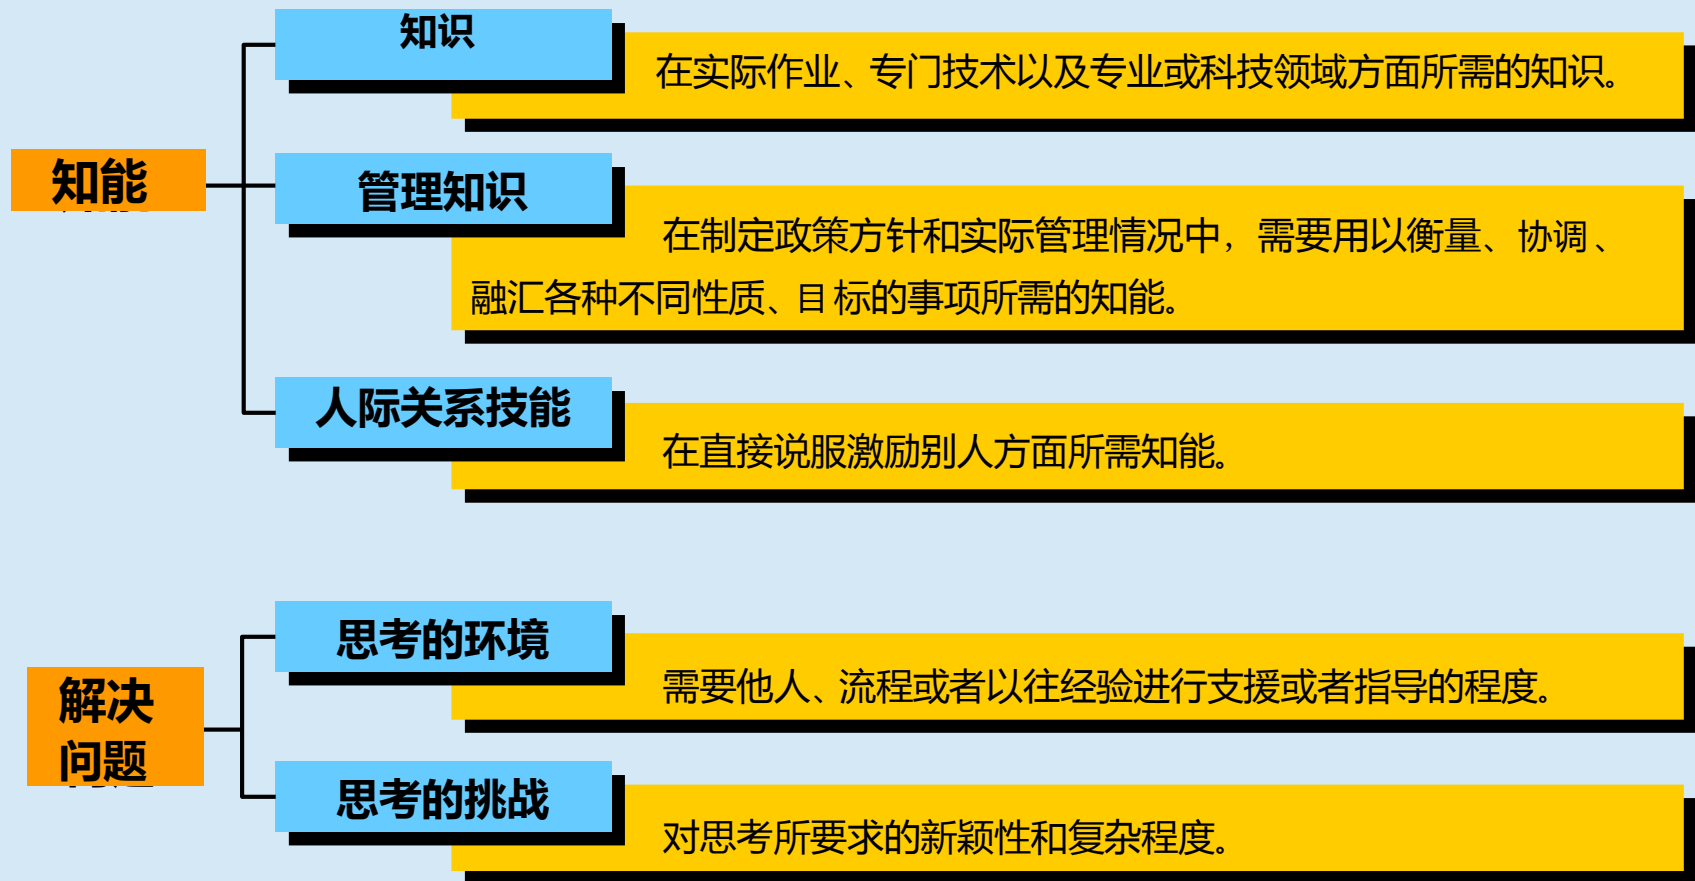 知识
在实际作业、专门技术以及专业或科技领域方面所需的知识。
知能
管理知识
在制定政策方针和实际管理情况中，需要用以衡量、协调、
融汇各种不同性质、目标的事项所需的知能。
人际关系技能
在直接说服激励别人方面所需知能。
思考的环境
需要他人、流程或者以往经验进行支援或者指导的程度。
解决
问题
思考的挑战
对思考所要求的新颖性和复杂程度。